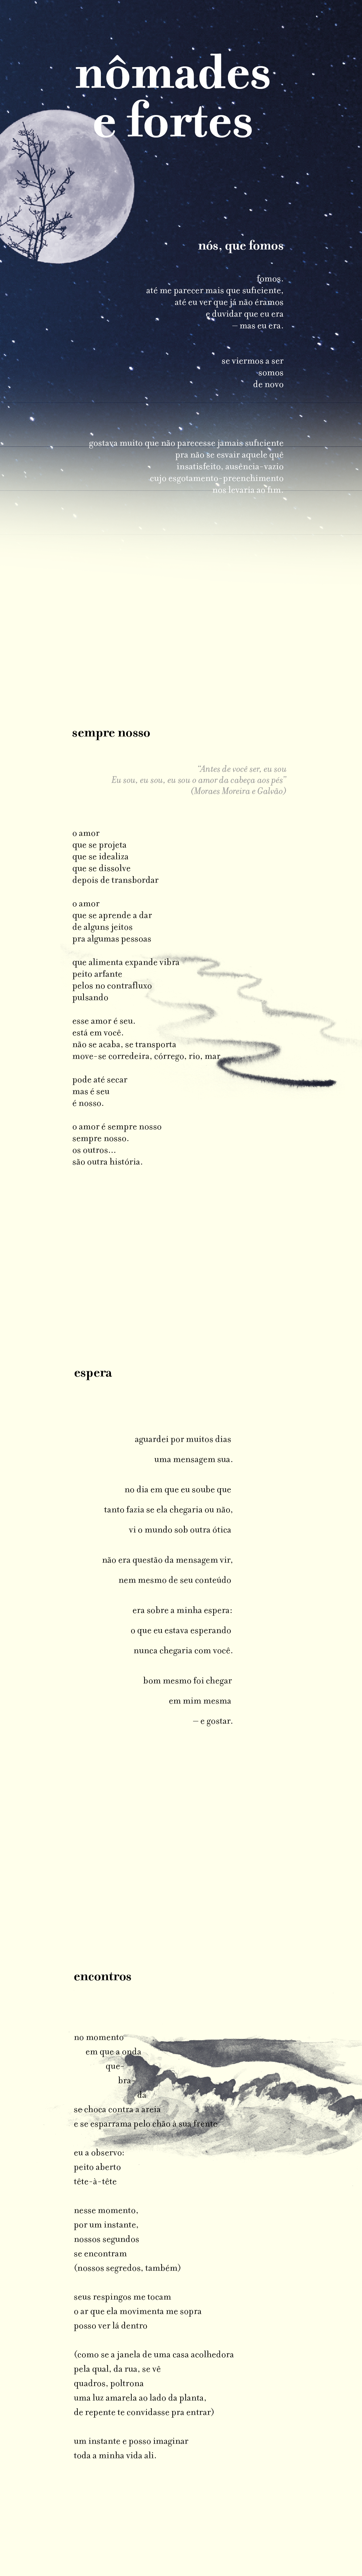 nômades
e fortes
nós, que fomos
fomos.
até me parecer mais que suficiente,
até eu ver que já não éramos
e duvidar que eu era
— mas eu era.
se viermos a ser
somos
de novo
gostava muito que não parecesse jamais suficiente
pra não se esvair aquele quê
insatisfeito, ausência-vazio
cujo esgotamento-preenchimento
nos levaria ao fim.
sempre nosso
"Antes de você ser, eu sou
Eu sou, eu sou, eu sou o amor da cabeça aos pés"
(Moraes Moreira e Galvão)
o amor
que se projeta
que se idealiza
que se dissolve
depois de transbordar
o amor
que se aprende a dar
de alguns jeitos
pra algumas pessoas
que alimenta expande vibra
peito arfante
pelos no contrafluxo
pulsando
esse amor é seu.
está em você.
não se acaba, se transporta
move-se corredeira, córrego, rio, mar
pode até secar
mas é seu
é nosso.
o amor é sempre nosso
sempre nosso.
os outros...
são outra história.
espera
aguardei por muitos dias
uma mensagem sua.
no dia em que eu soube que
tanto fazia se ela chegaria ou não,
vi o mundo sob outra ótica
não era questão da mensagem vir,
nem mesmo de seu conteúdo
era sobre a minha espera:
o que eu estava esperando
nunca chegaria com você.
bom mesmo foi chegar
em mim mesma
— e gostar.
encontros
no momento
em que a onda
que-
bra-
da
se choca contra a areia
e se esparrama pelo chão à sua frente
eu a observo:
peito aberto
tête-à-tête
nesse momento,
por um instante,
nossos segundos
se encontram
(nossos segredos, também)
seus respingos me tocam
o ar que ela movimenta me sopra
posso ver lá dentro
(como se a janela de uma casa acolhedora
pela qual, da rua, se vê
quadros, poltrona
uma luz amarela ao lado da planta,
de repente te convidasse pra entrar)
um instante e posso imaginar
toda a minha vida ali.